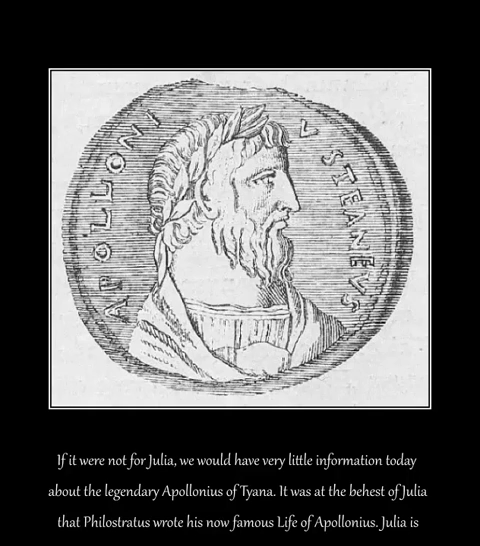 APOLLONI
VSTEANEVS
If it were not for Julia, we would have very little information today
about the legendary Apollonius of Tyana. It was at the behest of Julia
that Philostratus wrote his now famous Life of Apollonius. Julia is